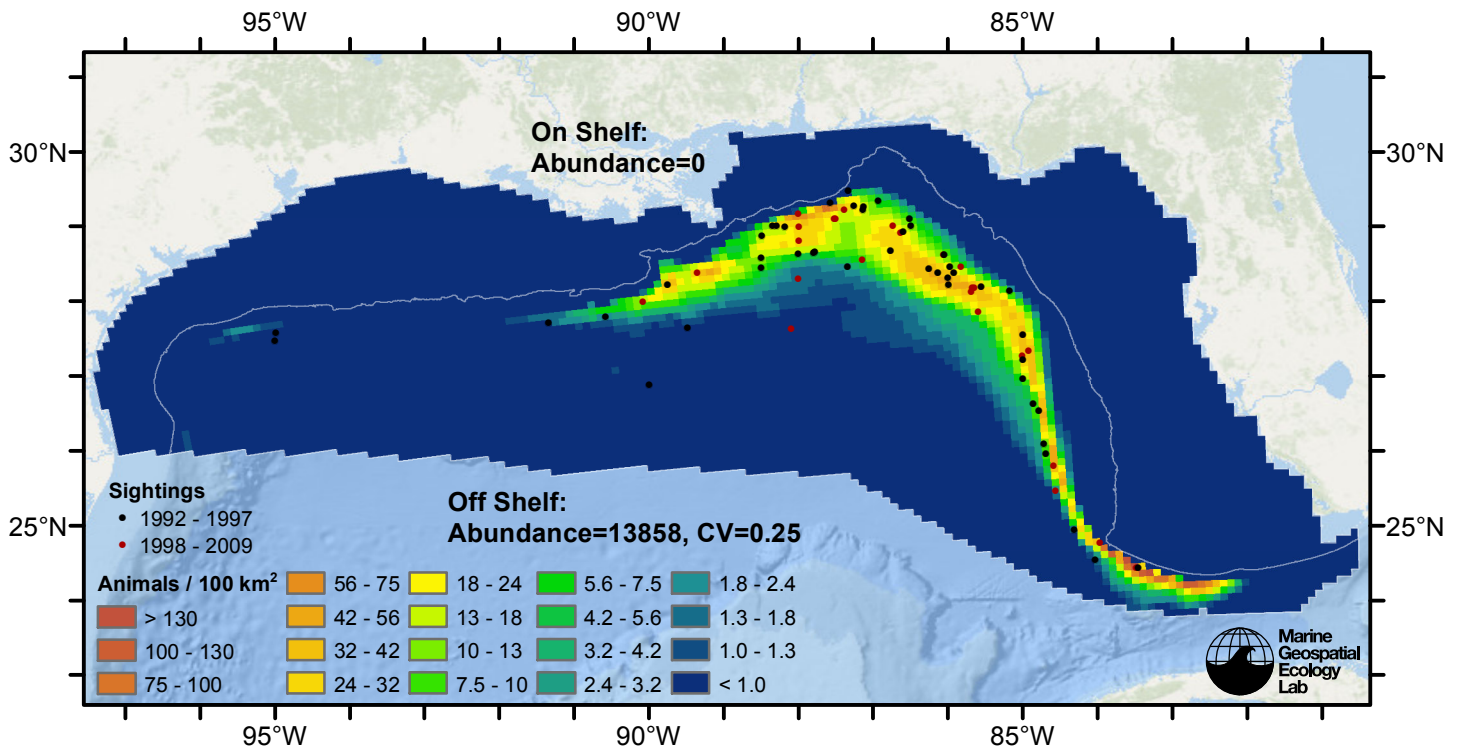 95°W 90°W 85°W
30°N 30°N
On Shelf:
Abundance=0
25°N 25°N
Off Shelf:
Abundance=13858, CV=0.25
Sightings
1992 - 1997
1998 - 2009
Animals / 100 km²
> 130
100 - 130
75 - 100
56 - 75
42 - 56
32 - 42
24 - 32
18 - 24
13 - 18
10 - 13
7.5 - 10
5.6 - 7.5
4.2 - 5.6
3.2 - 4.2
2.4 - 3.2
1.8 - 2.4
1.3 - 1.8
1.0 - 1.3
< 1.0
Marine
Geospatial
Ecology
Lab
95°W 90°W 85°W